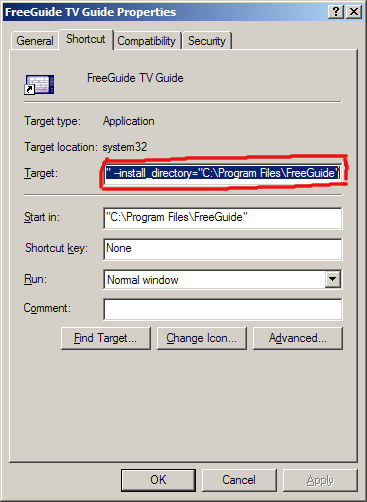 FreeGuide TV Guide Properties
General Shortcut Compatibility Security
FreeGuide TV Guide
Target type: Application
Target location: system32
Target: " --install_directory="C:\Program Files\FreeGuide"
Start in: "C:\Program Files\FreeGuide"
Shortcut key: None
Run: Normal window
Comment:
Find Target... Change Icon... Advanced...
OK Cancel Apply